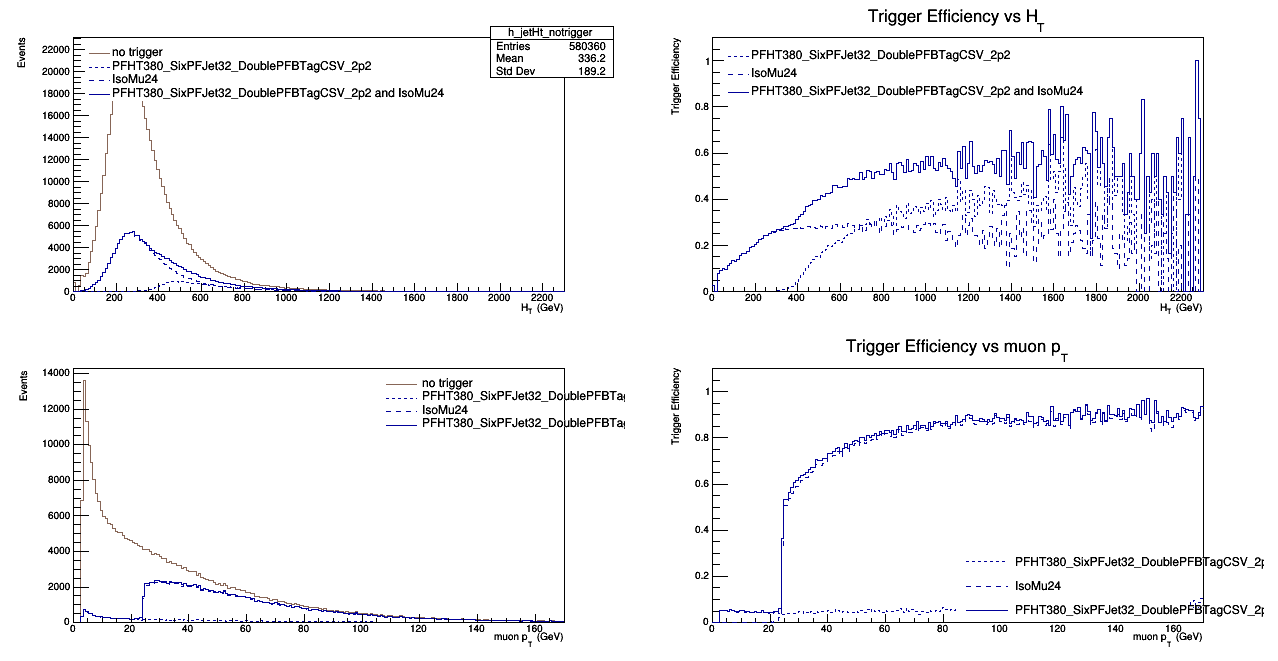 h_jetHt_notrigger
Entries 580360
Mean 336.2
Std Dev 189.2
Events
22000
20000
18000
16000
14000
12000
10000
8000
6000
4000
2000
0
no trigger
PFHT380_SixPFJet32_DoublePFBTagCSV_2p2
IsoMu24
PFHT380_SixPFJet32_DoublePFBTagCSV_2p2 and IsoMu24
0 200 400 600 800 1000 1200 1400 1600 1800 2000 2200
H_T (GeV)
Trigger Efficiency vs H_T
Trigger Efficiency
1
0.8
0.6
0.4
0.2
0
PFHT380_SixPFJet32_DoublePFBTagCSV_2p2
IsoMu24
PFHT380_SixPFJet32_DoublePFBTagCSV_2p2 and IsoMu24
0 200 400 600 800 1000 1200 1400 1600 1800 2000 2200
H_T (GeV)
Events
14000
12000
10000
8000
6000
4000
2000
0
no trigger
PFHT380_SixPFJet32_DoublePFBTag
IsoMu24
PFHT380_SixPFJet32_DoublePFBTag
0 20 40 60 80 100 120 140 160
muon p_T (GeV)
Trigger Efficiency vs muon p_T
Trigger Efficiency
1
0.8
0.6
0.4
0.2
0
PFHT380_SixPFJet32_DoublePFBTagCSV_2p
IsoMu24
PFHT380_SixPFJet32_DoublePFBTagCSV_2p
0 20 40 60 80 100 120 140 160
muon p_T (GeV)